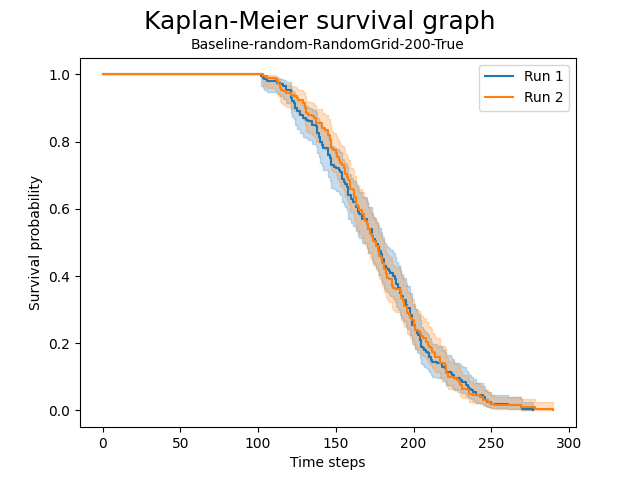 Kaplan-Meier survival graph
Baseline-random-RandomGrid-200-True
Run 1
Run 2
Survival probability
1.0
0.8
0.6
0.4
0.2
0.0
0 50 100 150 200 250 300
Time steps